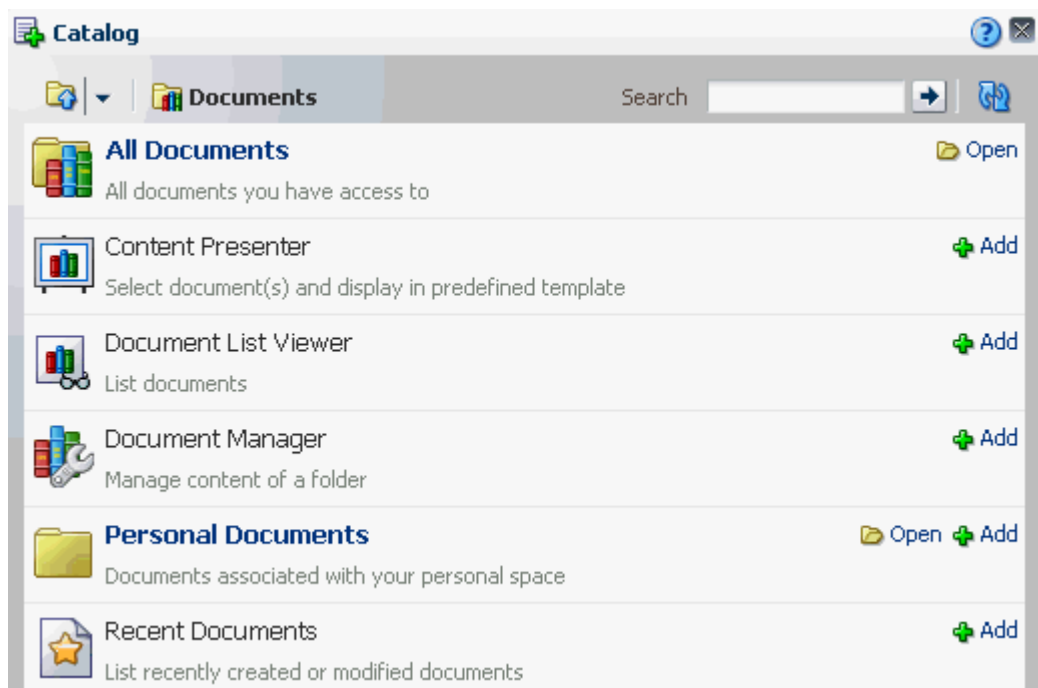 Catalog
Documents Search
All Documents Open
All documents you have access to
Content Presenter Add
Select document(s) and display in predefined template
Document List Viewer Add
List documents
Document Manager Add
Manage content of a folder
Personal Documents Open Add
Documents associated with your personal space
Recent Documents Add
List recently created or modified documents